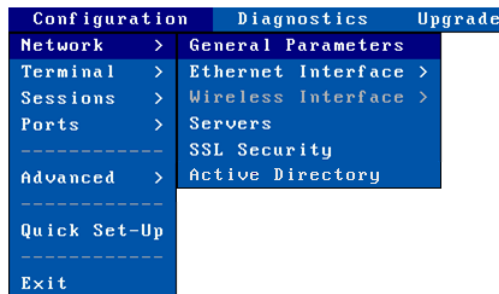 Configuration Diagnostics Upgrade
Network > General Parameters
Terminal > Ethernet Interface >
Sessions > Wireless Interface >
Ports > Servers
------------ SSL Security
Advanced > Active Directory
------------
Quick Set-Up
------------
Exit